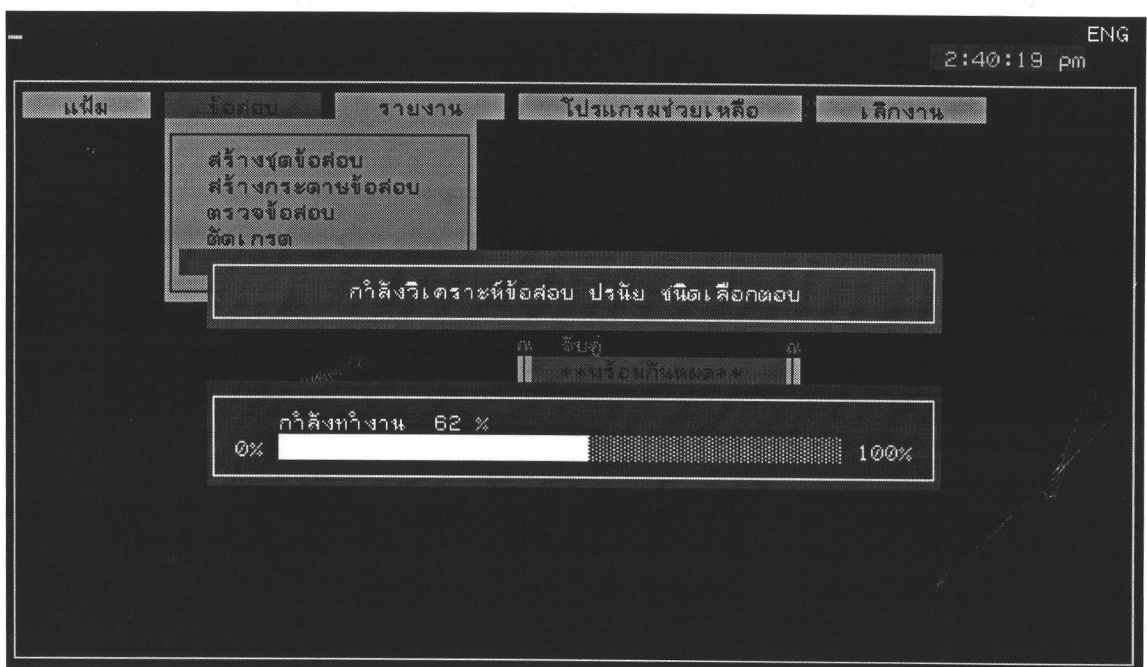 ENG
2:40:19 pm
แฟ้ม ข้อสอบ รายงาน โปรแกรมช่วยเหลือ เลิกงาน
สร้างชุดข้อสอบ
สร้างกระดาษข้อสอบ
ตรวจข้อสอบ
ตัดเกรด
กำลังวิเคราะห์ข้อสอบ ปรนัย ชนิดเลือกตอบ
จับคู่
**พร้อมกันหมด**
กำลังทำงาน 62 %
0% 100%